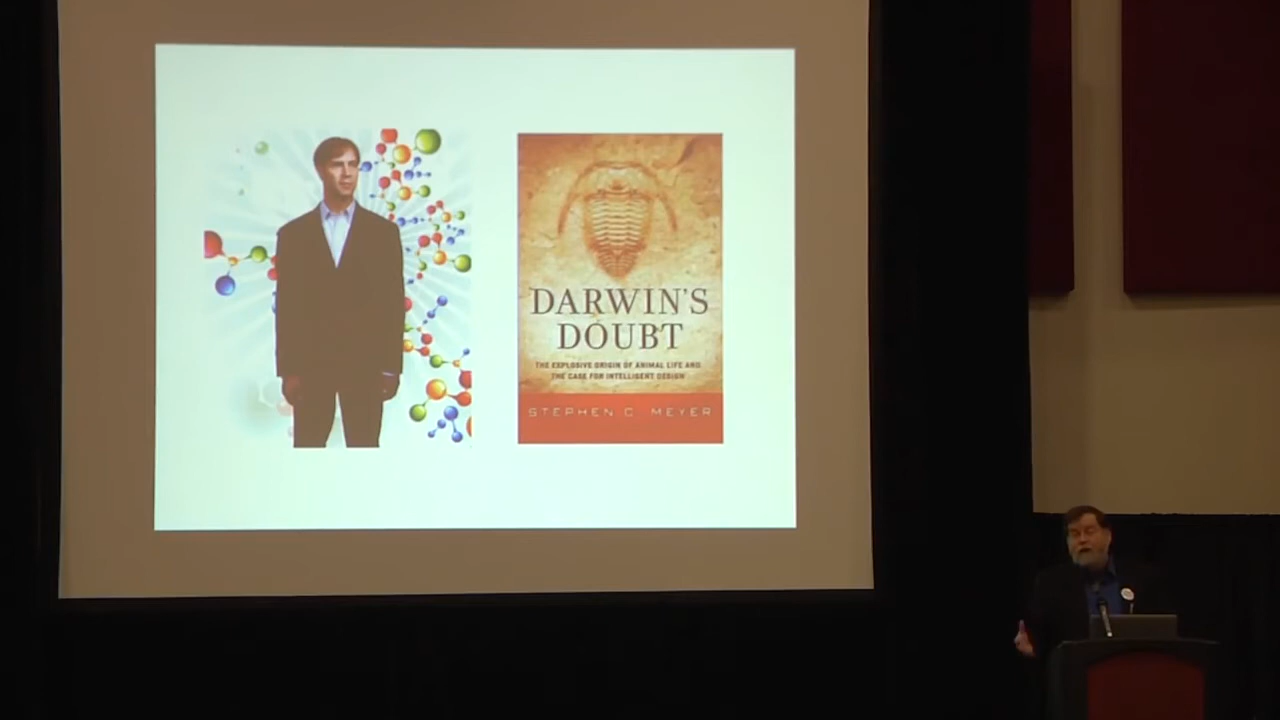 DARWIN'S
DOUBT
THE EXPLOSIVE ORIGIN OF ANIMAL LIFE AND
THE CASE FOR INTELLIGENT DESIGN
STEPHEN C. MEYER